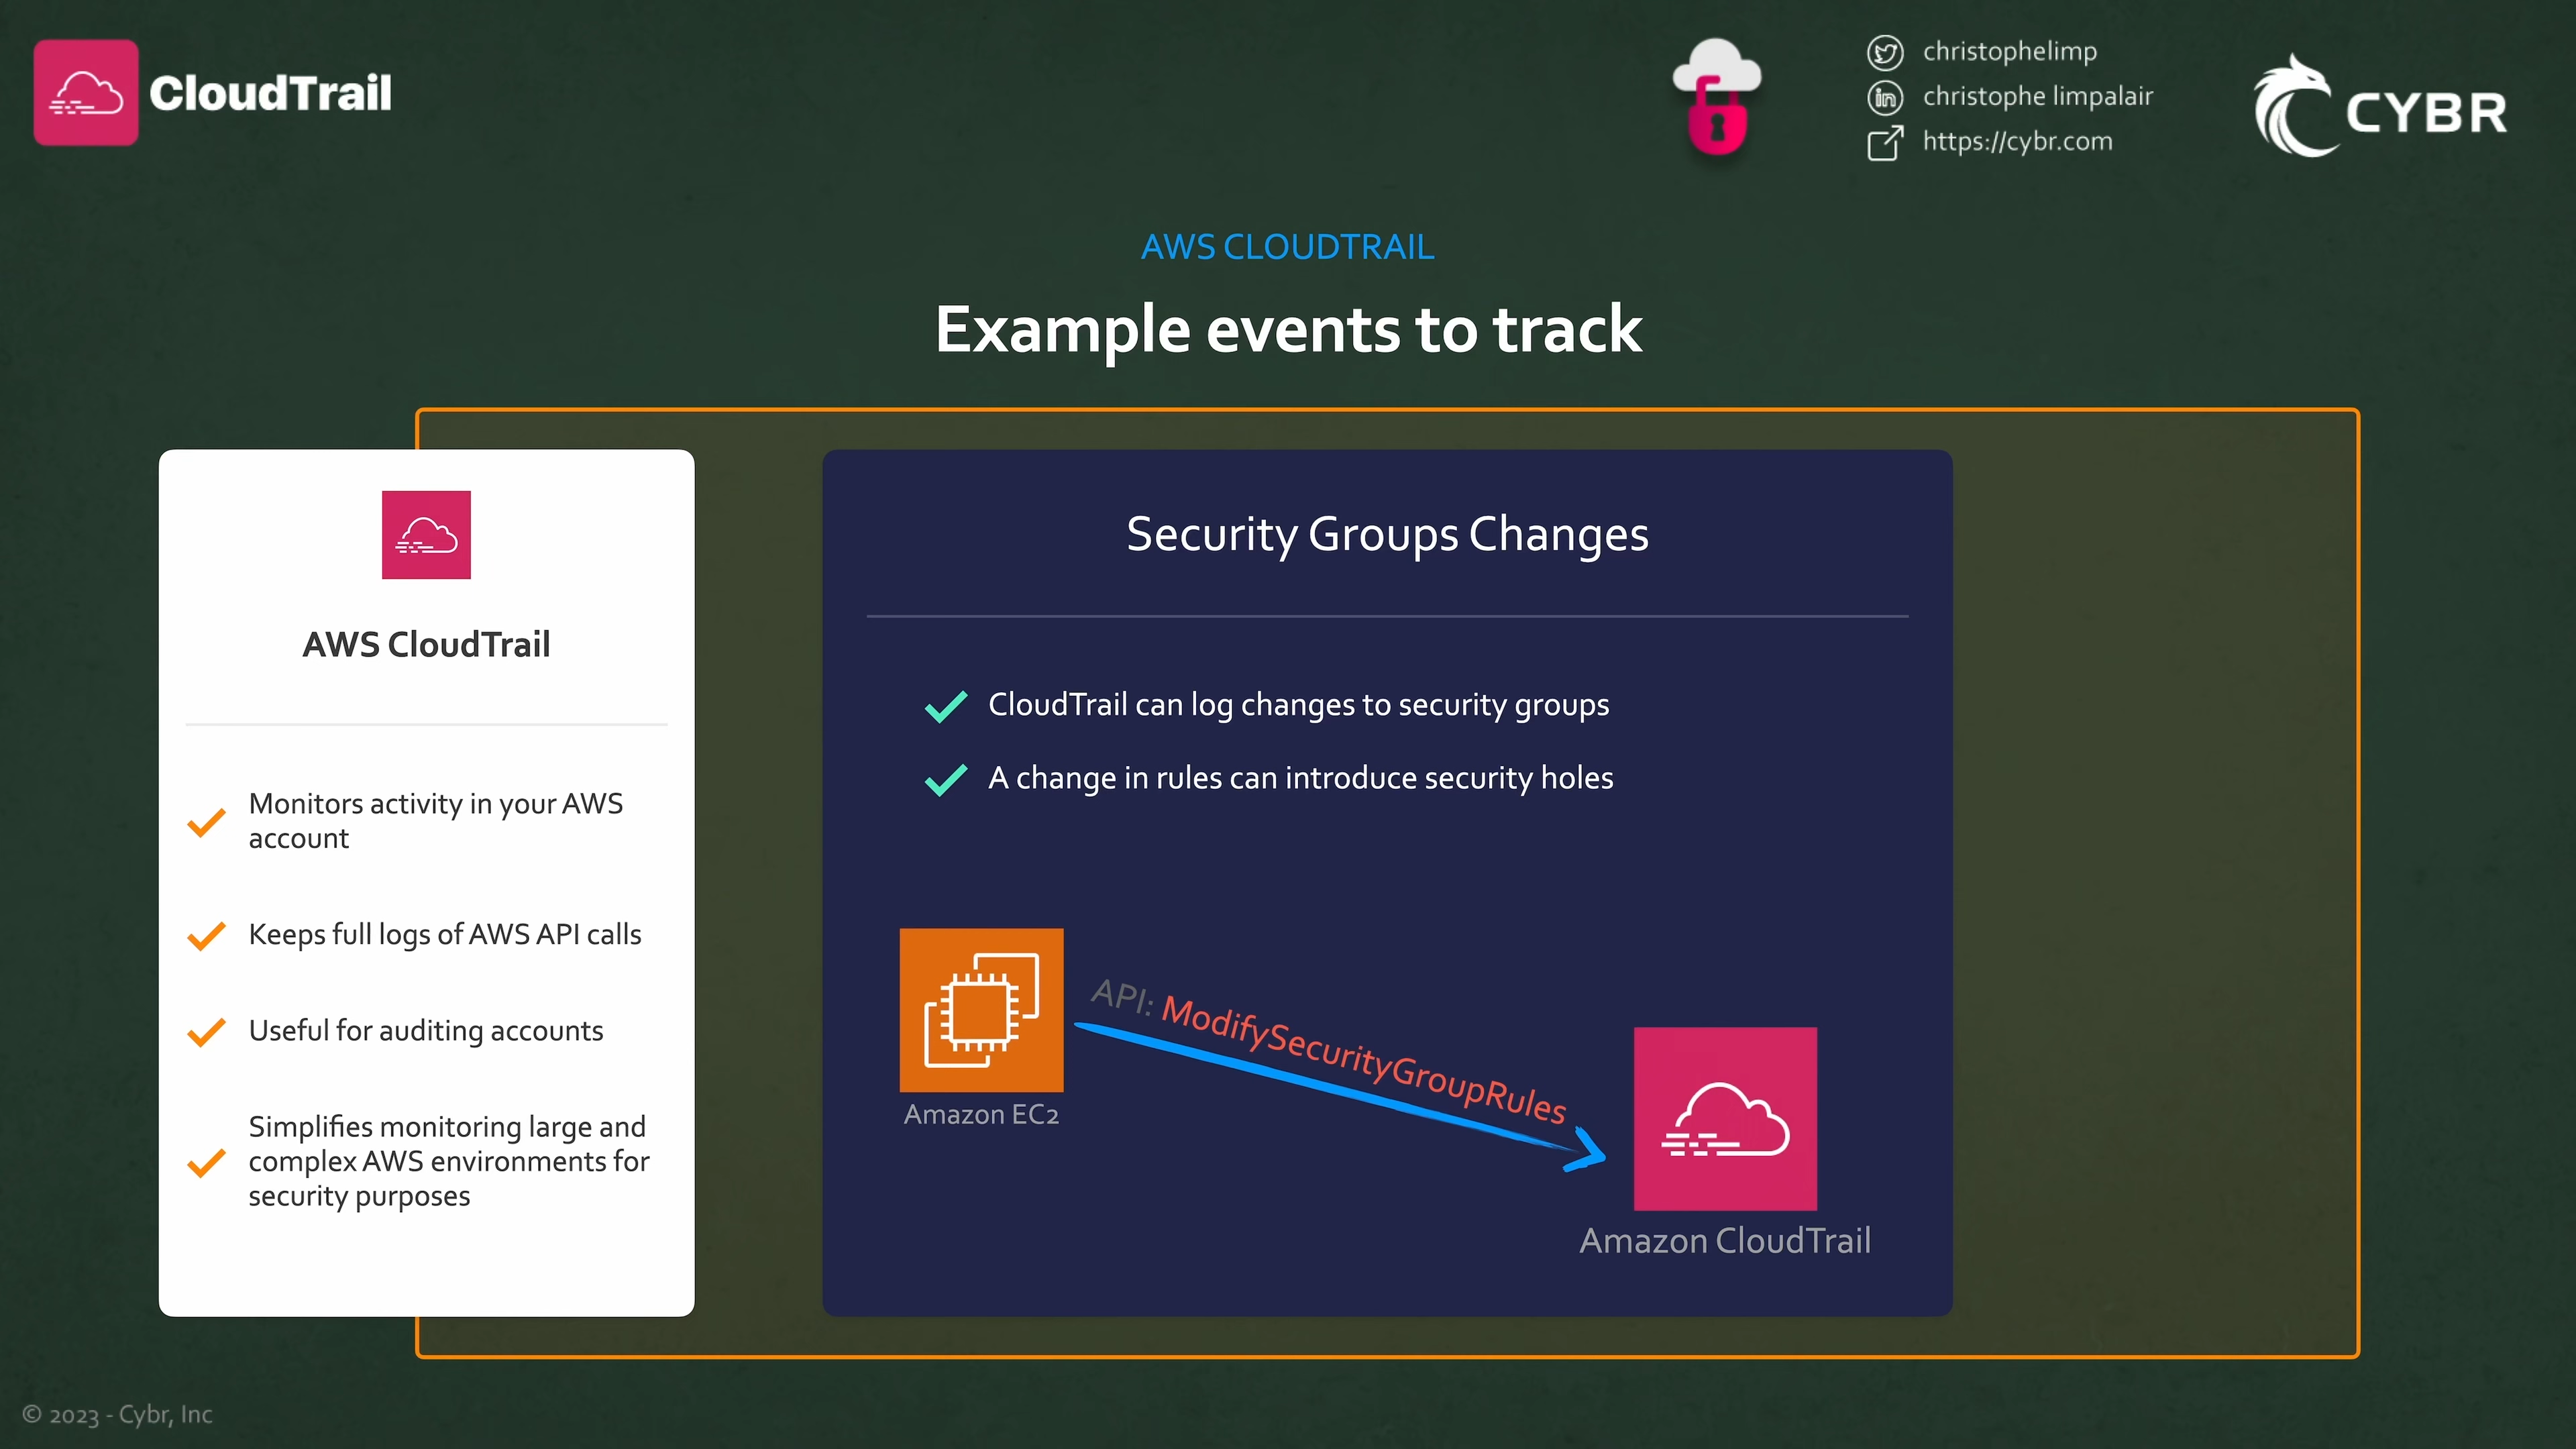 CloudTrail
christophelimp
christophe limpalair
https://cybr.com
CYBR
AWS CLOUDTRAIL
Example events to track
AWS CloudTrail
Monitors activity in your AWS
account
Keeps full logs of AWS API calls
Useful for auditing accounts
Simplifies monitoring large and
complex AWS environments for
security purposes
Security Groups Changes
CloudTrail can log changes to security groups
A change in rules can introduce security holes
API: ModifySecurityGroupRules
Amazon EC2
Amazon CloudTrail
© 2023 - Cybr, Inc